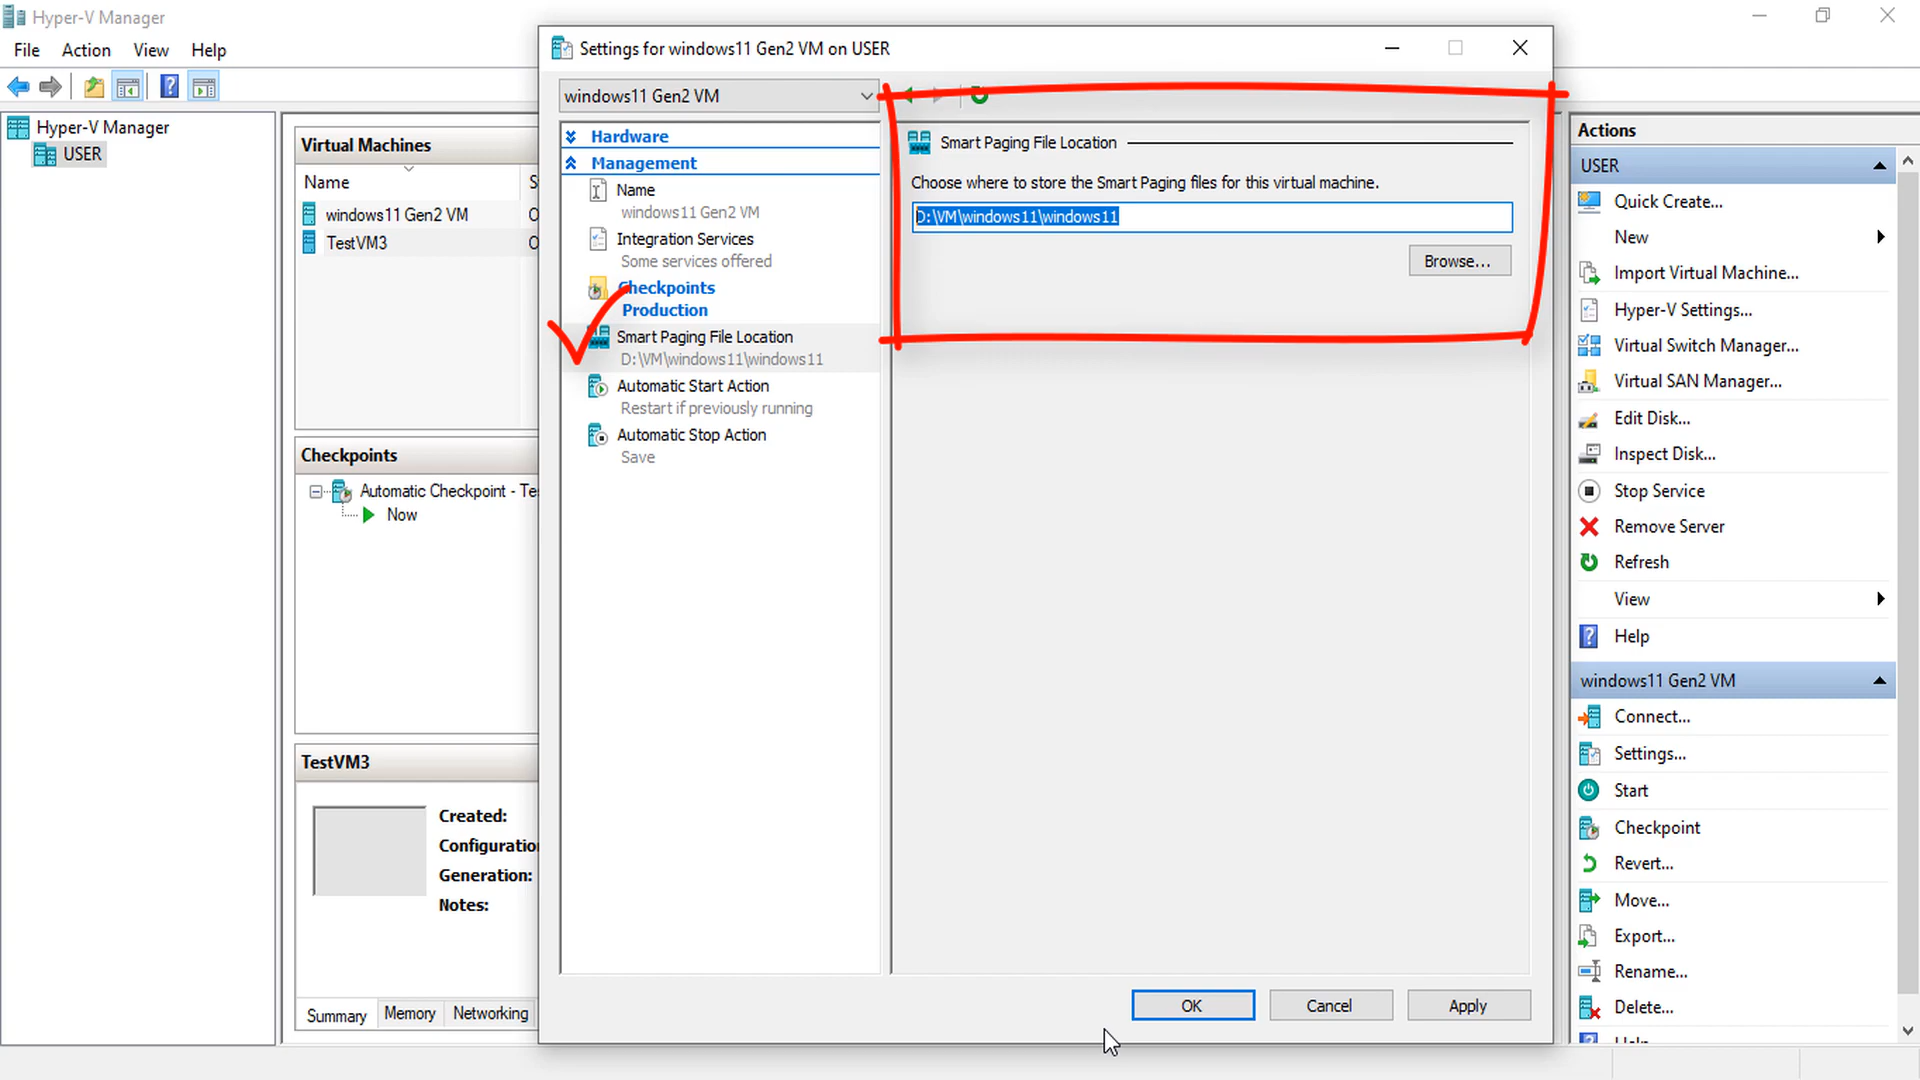 Hyper-V Manager
File Action View Help
Hyper-V Manager
USER
Virtual Machines
Name
windows11 Gen2 VM
TestVM3
Checkpoints
Automatic Checkpoint - Te
Now
TestVM3
Created:
Configuration
Generation:
Notes:
Summary Memory Networking
Settings for windows11 Gen2 VM on USER
windows11 Gen2 VM
Hardware
Management
Name
windows11 Gen2 VM
Integration Services
Some services offered
Checkpoints
Production
Smart Paging File Location
D:\VM\windows11\windows11
Automatic Start Action
Restart if previously running
Automatic Stop Action
Save
Smart Paging File Location
Choose where to store the Smart Paging files for this virtual machine.
D:\VM\windows11\windows11
Browse...
OK Cancel Apply
Actions
USER
Quick Create...
New
Import Virtual Machine...
Hyper-V Settings...
Virtual Switch Manager...
Virtual SAN Manager...
Edit Disk...
Inspect Disk...
Stop Service
Remove Server
Refresh
View
Help
windows11 Gen2 VM
Connect...
Settings...
Start
Checkpoint
Revert...
Move...
Export...
Rename...
Delete...
Help